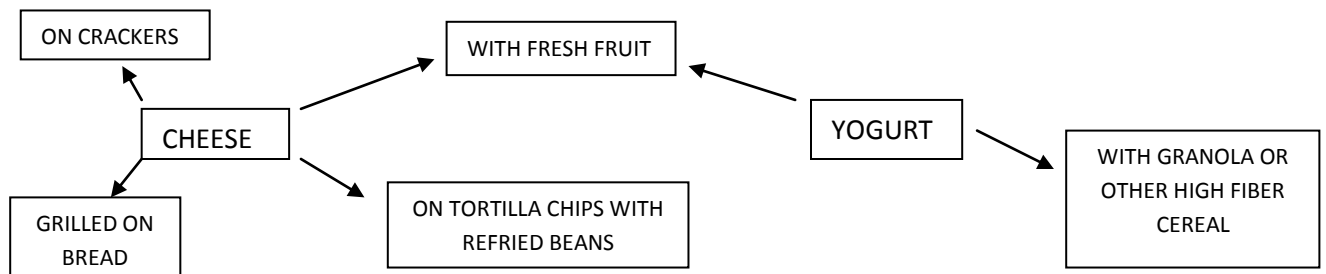 ON CRACKERS
WITH FRESH FRUIT
CHEESE
YOGURT
WITH GRANOLA OR
OTHER HIGH FIBER
CEREAL
GRILLED ON
BREAD
ON TORTILLA CHIPS WITH
REFRIED BEANS